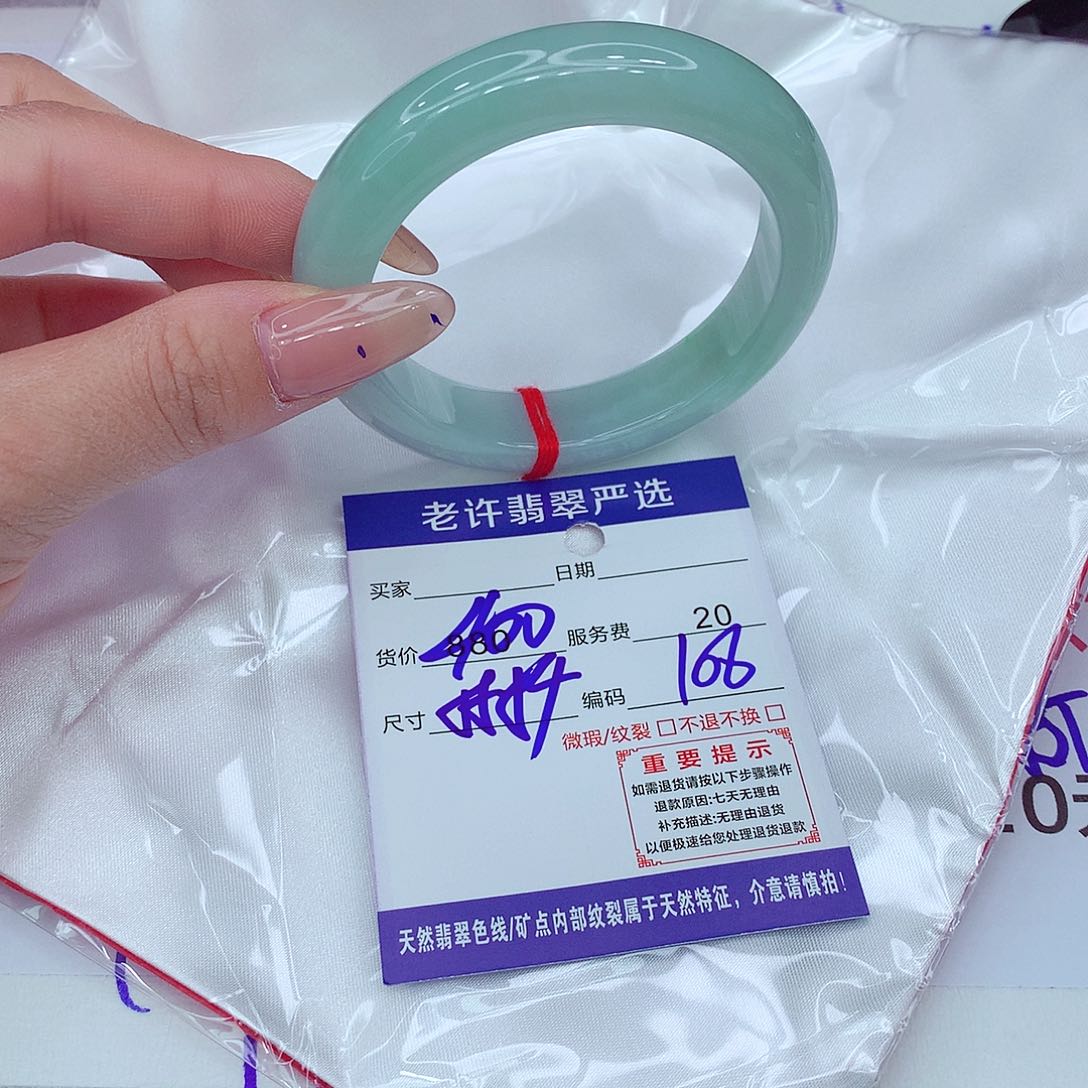 老许翡翠严选
买家 日期
货价 880 服务费 20
尺寸 编码 168
微瑕/纹裂 □ 不退不换 □
重要提示
如需退货请按以下步骤操作
退款原因:七天无理由
补充描述:无理由退货
以便极速给您处理退货退款
天然翡翠色线/矿点内部纹裂属于天然特征，介意请慎拍!